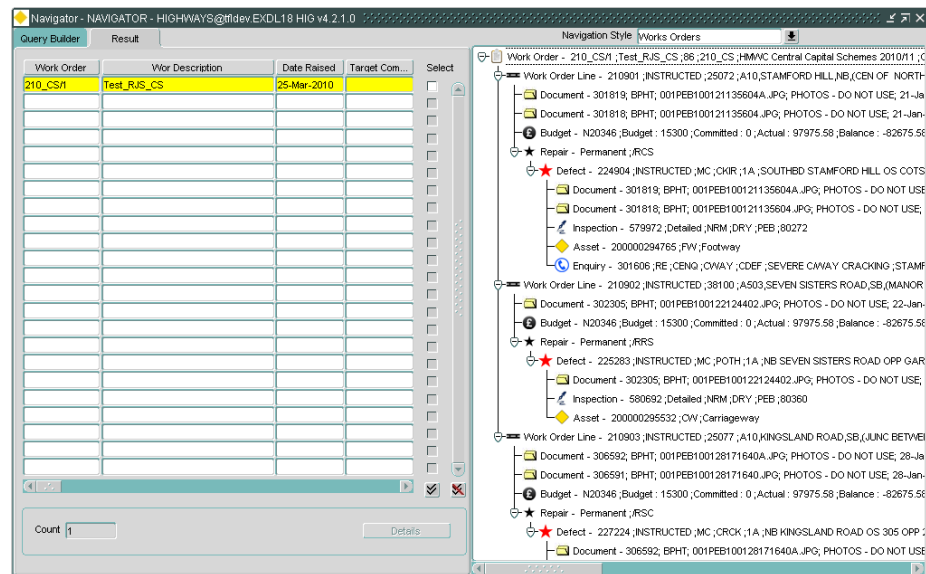 Navigator - NAVIGATOR - HIGHWAYS@tfldev.EXDL18 HIG v4.2.1.0
Query Builder
Result
Work Order
Wor Description
Date Raised
Target Com...
Select
210_CS/1
Test_RJS_CS
25-Mar-2010
Count
1
Details
Navigation Style
Works Orders
Work Order - 210_CS/1 ;Test_RJS_CS ;86 ;210_CS ;HMWC Central Capital Schemes 2010/11 ;
Work Order Line - 210901 ;INSTRUCTED ;25072 ;A10,STAMFORD HILL,NB,(CEN OF NORTH
Document - 301819; BPHT; 001PEB100121135604A.JPG; PHOTOS - DO NOT USE; 21-Ja
Document - 301818; BPHT; 001PEB100121135604.JPG; PHOTOS - DO NOT USE; 21-Jan-
Budget - N20346 ;Budget : 15300 ;Committed : 0 ;Actual : 97975.58 ;Balance : -82675.58
Repair - Permanent ;/RCS
Defect - 224904 ;INSTRUCTED ;MC ;CKIR ;1A ;SOUTHBD STAMFORD HILL OS COTS
Document - 301819; BPHT; 001PEB100121135604A.JPG; PHOTOS - DO NOT USE
Document - 301818; BPHT; 001PEB100121135604.JPG; PHOTOS - DO NOT USE;
Inspection - 579972 ;Detailed ;NRM ;DRY ;PEB ;80272
Asset - 200000294765 ;FW ;Footway
Enquiry - 301606 ;RE ;CENQ ;CWAY ;CDEF ;SEVERE C/WAY CRACKING ;STAMF
Work Order Line - 210902 ;INSTRUCTED ;38100 ;A503,SEVEN SISTERS ROAD,SB,(MANOR
Document - 302305; BPHT; 001PEB100122124402.JPG; PHOTOS - DO NOT USE; 22-Jan-
Budget - N20346 ;Budget : 15300 ;Committed : 0 ;Actual : 97975.58 ;Balance : -82675.58
Repair - Permanent ;/RRS
Defect - 225283 ;INSTRUCTED ;MC ;POTH ;1A ;NB SEVEN SISTERS ROAD OPP GAR
Document - 302305; BPHT; 001PEB100122124402.JPG; PHOTOS - DO NOT USE;
Inspection - 580692 ;Detailed ;NRM ;DRY ;PEB ;80360
Asset - 200000295532 ;CW ;Carriageway
Work Order Line - 210903 ;INSTRUCTED ;25077 ;A10,KINGSLAND ROAD,SB,(JUNC BETWEI
Document - 306592; BPHT; 001PEB100128171640A.JPG; PHOTOS - DO NOT USE; 28-Ja
Document - 306591; BPHT; 001PEB100128171640.JPG; PHOTOS - DO NOT USE; 28-Jan-
Budget - N20346 ;Budget : 15300 ;Committed : 0 ;Actual : 97975.58 ;Balance : -82675.58
Repair - Permanent ;/RSC
Defect - 227224 ;INSTRUCTED ;MC ;CRCK ;1A ;NB KINGSLAND ROAD OS 305 OPP
Document - 306592; BPHT; 001PEB100128171640A.JPG; PHOTOS - DO NOT USE